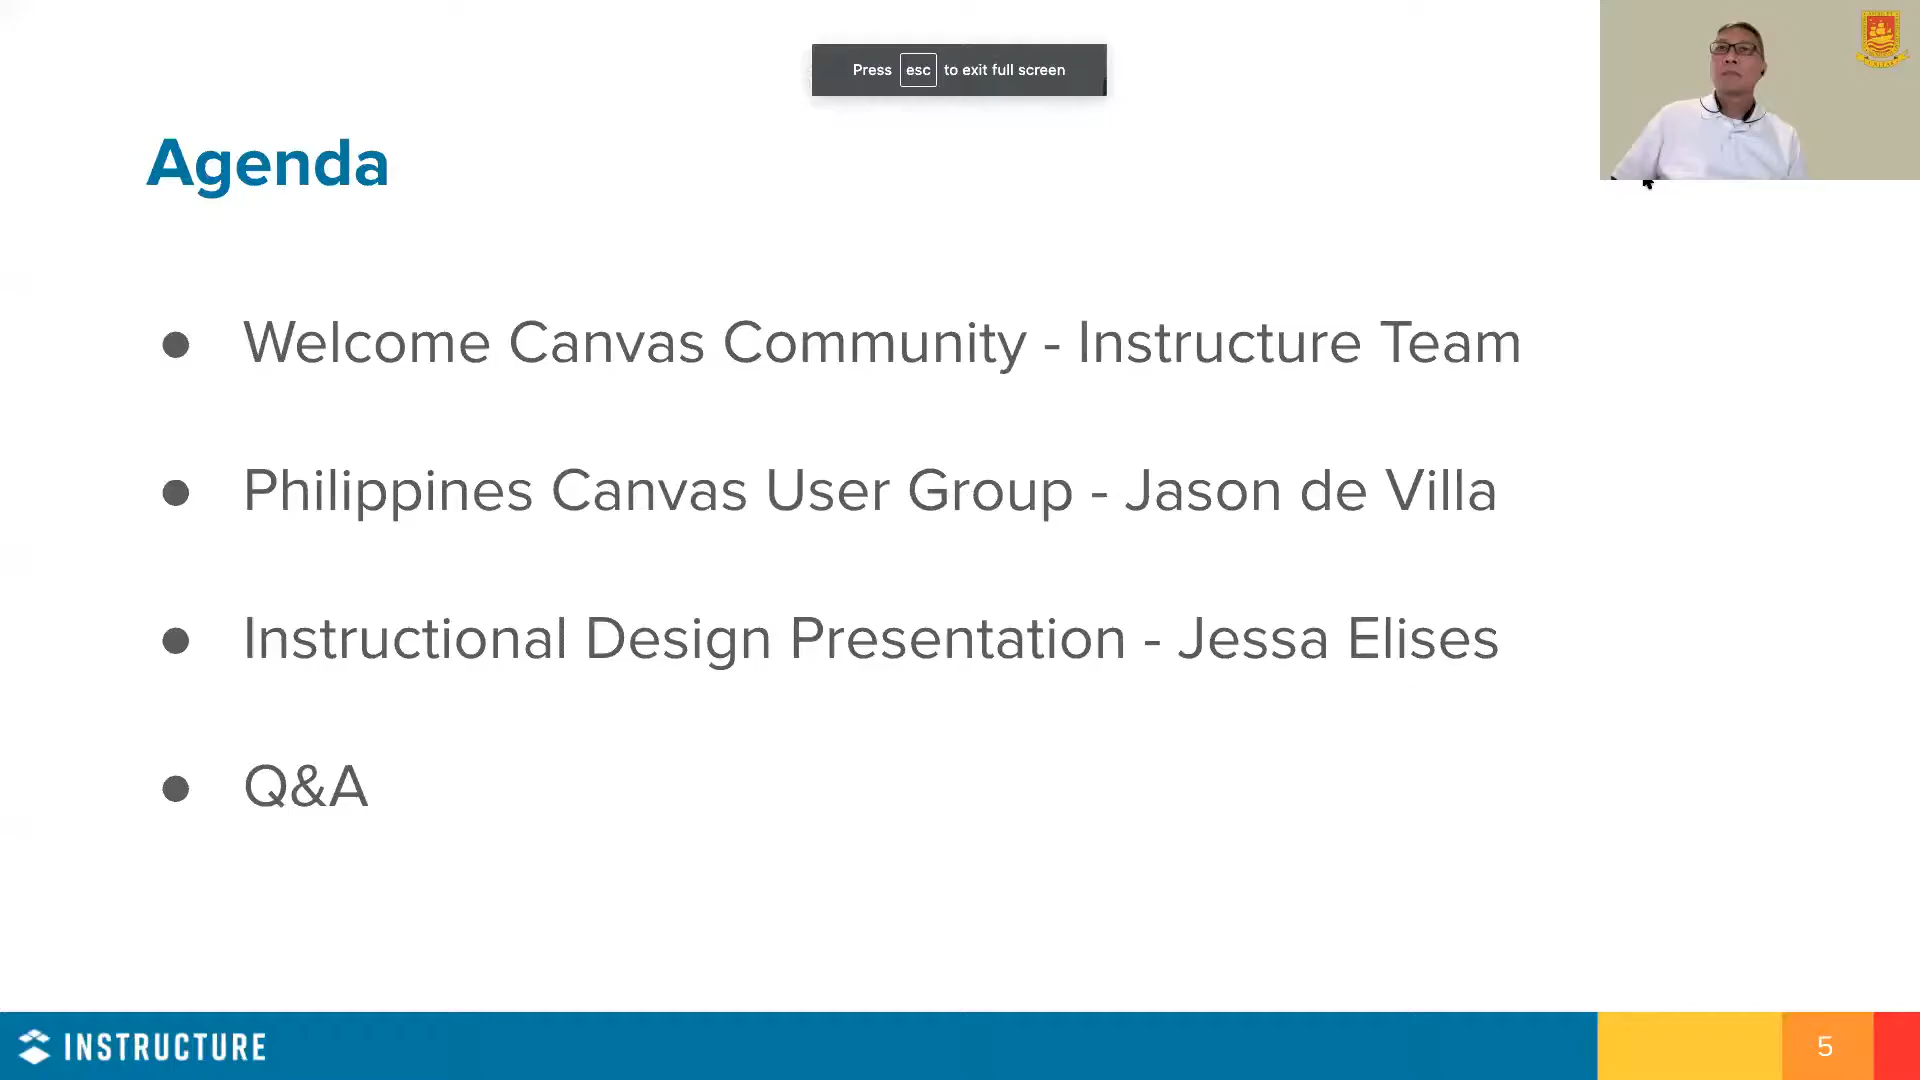 Press esc to exit full screen
Agenda
● Welcome Canvas Community - Instructure Team
● Philippines Canvas User Group - Jason de Villa
● Instructional Design Presentation - Jessa Elises
● Q&A
INSTRUCTURE
5